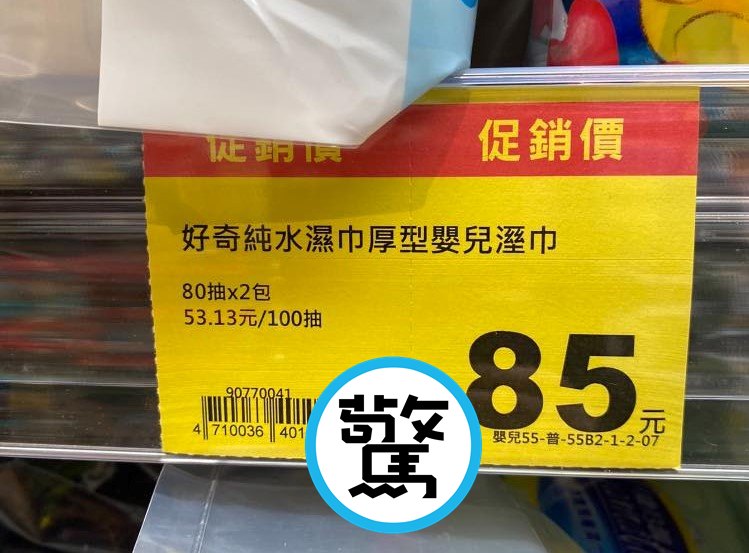 促銷價 促銷價
好奇純水濕巾厚型嬰兒溼巾
80抽x2包
53.13元/100抽
85元
90770041
4 710036 401
嬰兒55-普-55B2-1-2-07
驚